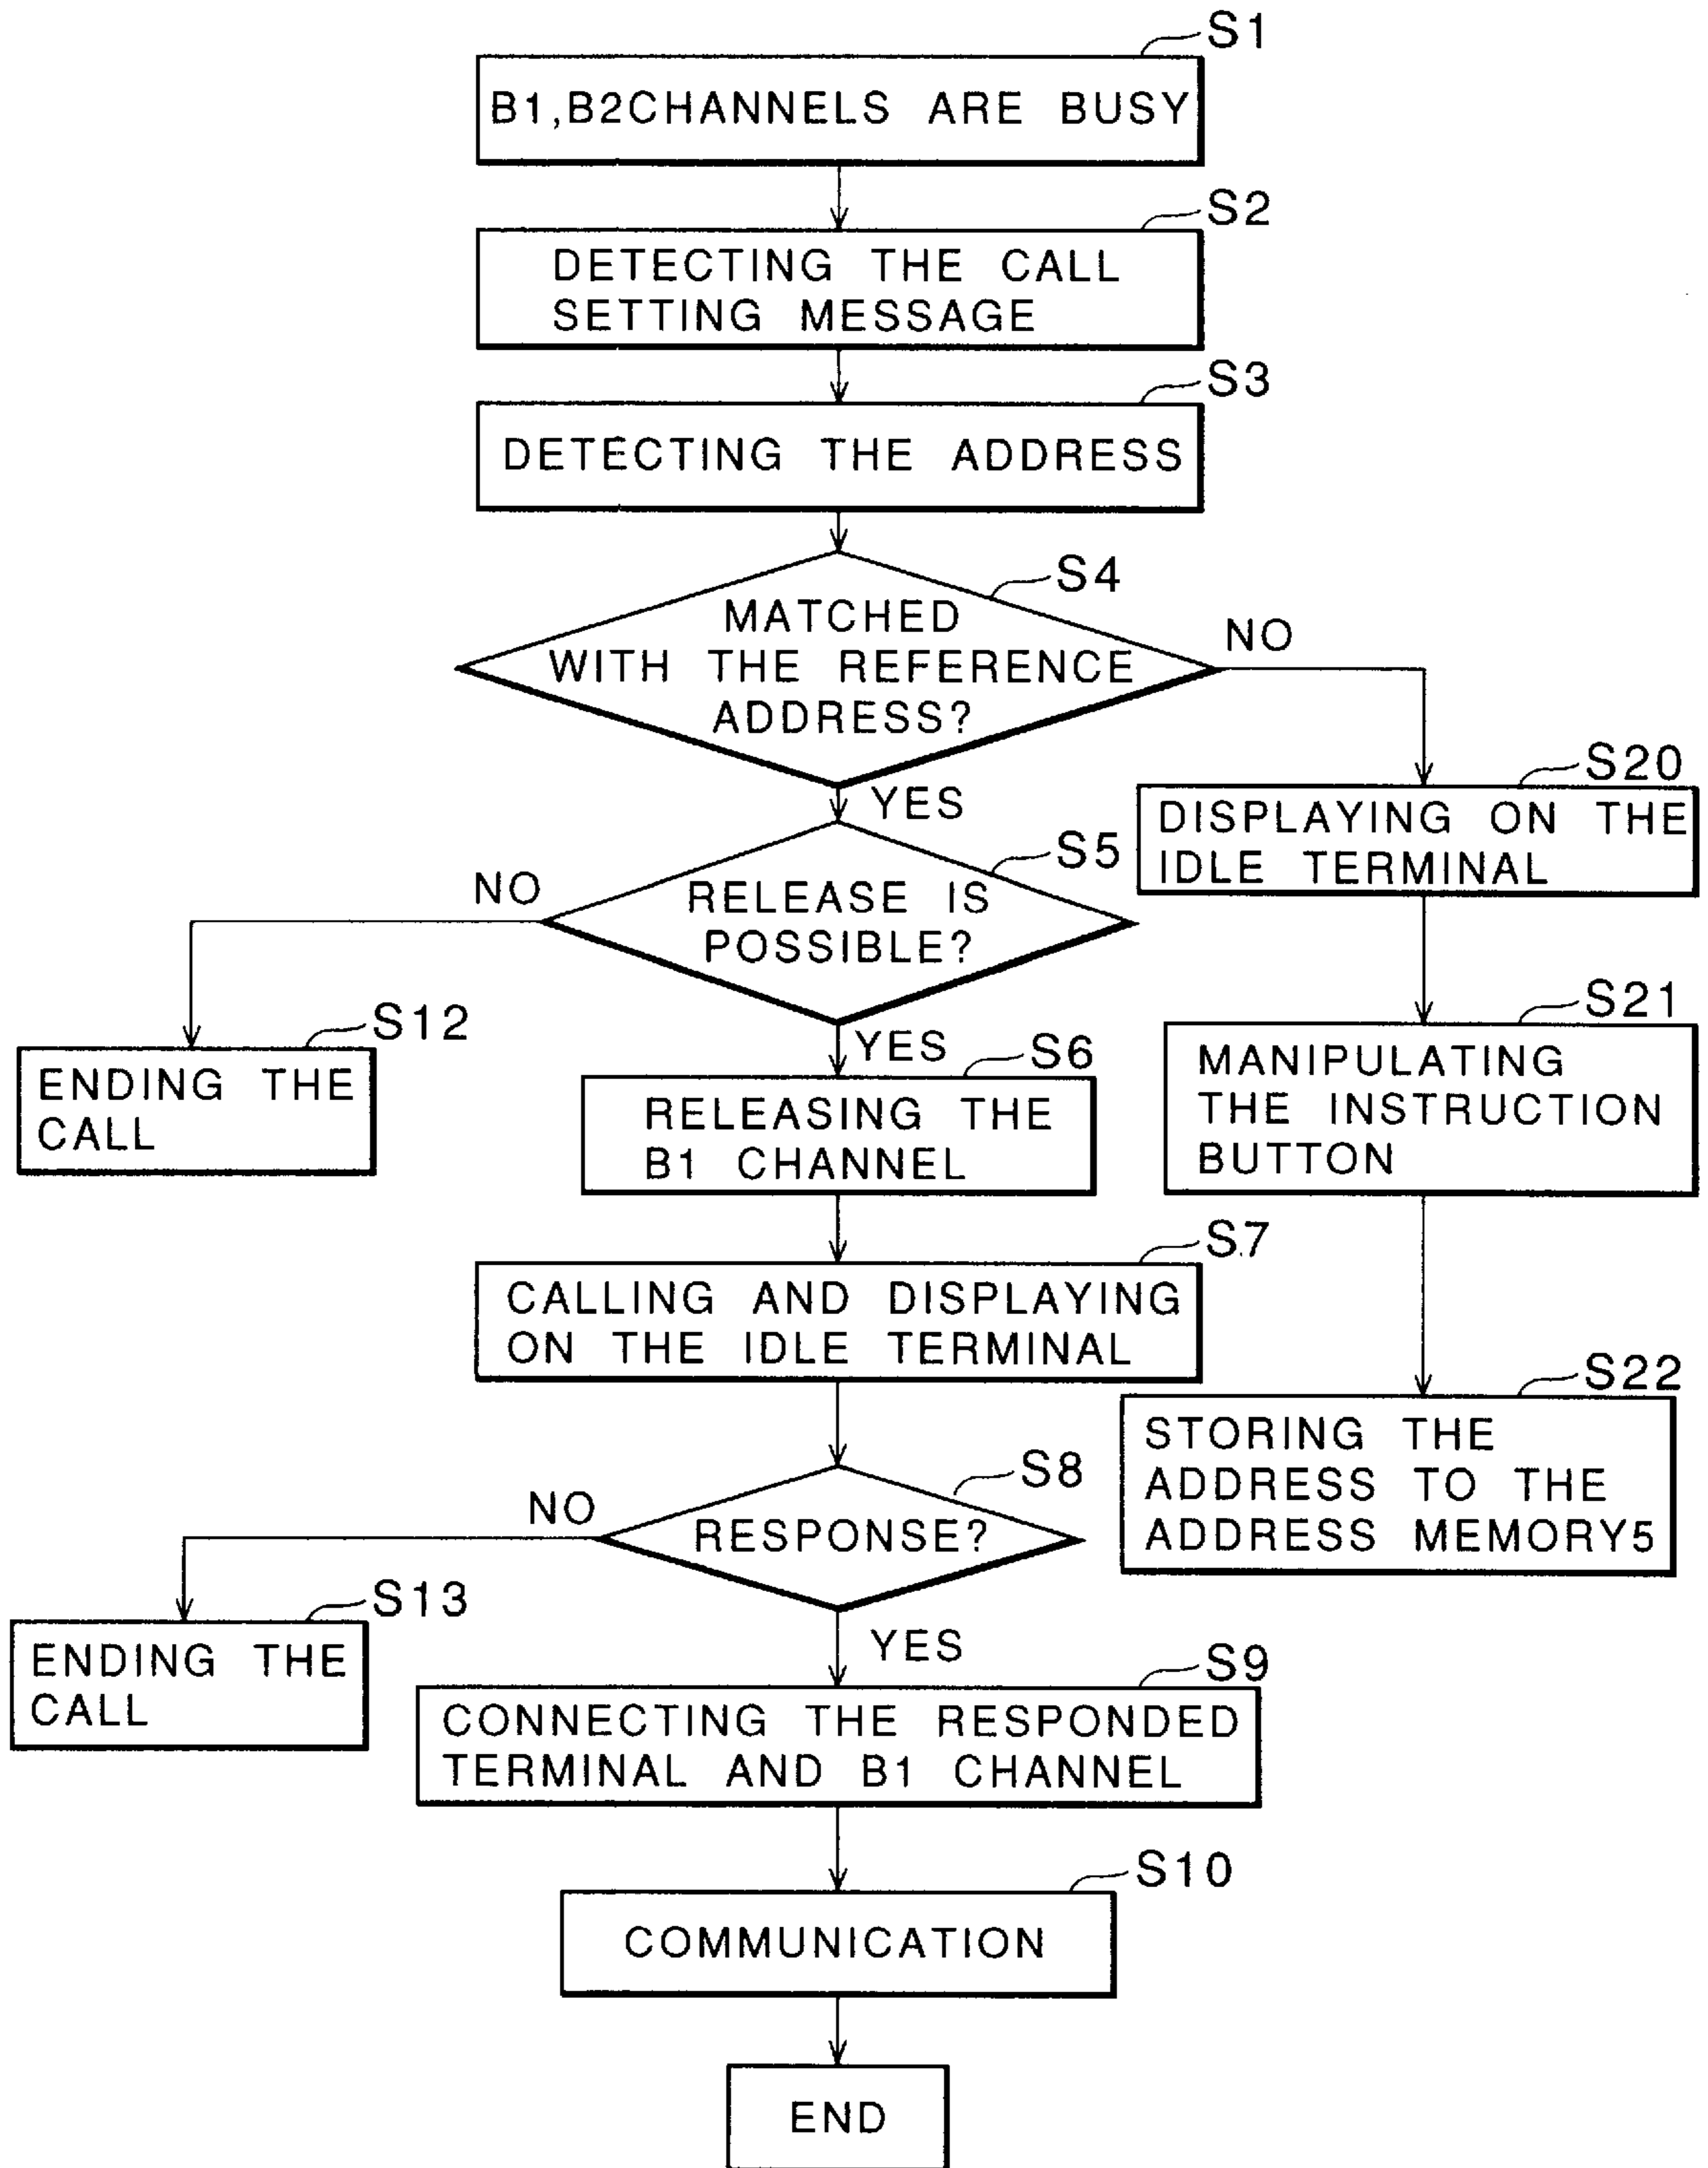 S1
B1,B2CHANNELS ARE BUSY
S2
DETECTING THE CALL
SETTING MESSAGE
S3
DETECTING THE ADDRESS
S4
MATCHED
WITH THE REFERENCE
ADDRESS?
NO
YES
S20
DISPLAYING ON THE
IDLE TERMINAL
S5
RELEASE IS
POSSIBLE?
NO
S12
ENDING THE
CALL
YES
S21
MANIPULATING
THE INSTRUCTION
BUTTON
S6
RELEASING THE
B1 CHANNEL
S7
CALLING AND DISPLAYING
ON THE IDLE TERMINAL
S22
STORING THE
ADDRESS TO THE
ADDRESS MEMORY5
S8
RESPONSE?
NO
S13
ENDING THE
CALL
YES
S9
CONNECTING THE RESPONDED
TERMINAL AND B1 CHANNEL
S10
COMMUNICATION
END